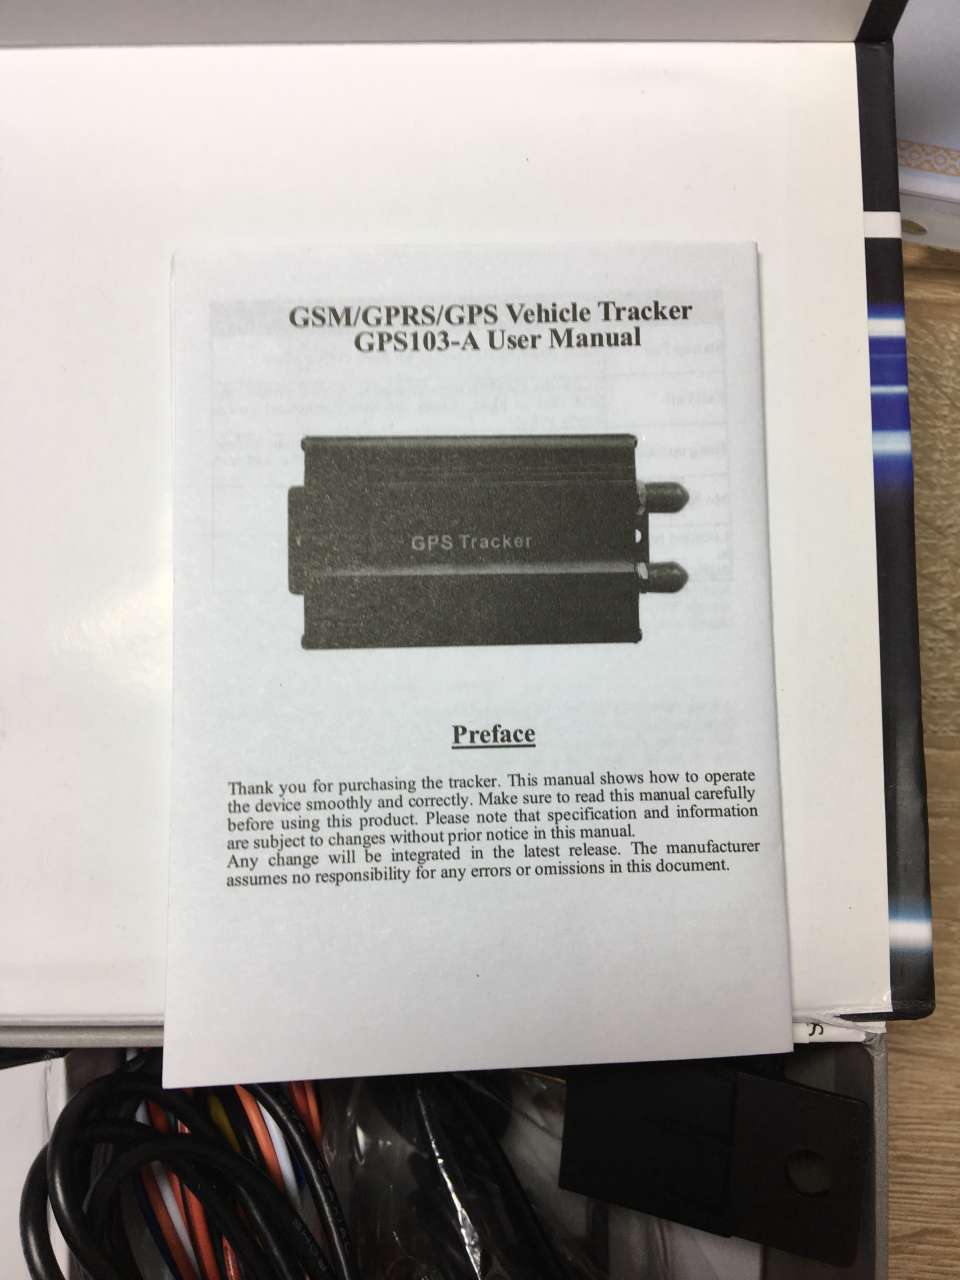 GSM/GPRS/GPS Vehicle Tracker
GPS103-A User Manual
GPS Tracker
Preface
Thank you for purchasing the tracker. This manual shows how to operate
the device smoothly and correctly. Make sure to read this manual carefully
before using this product. Please note that specification and information
are subject to changes without prior notice in this manual.
Any change will be integrated in the latest release. The manufacturer
assumes no responsibility for any errors or omissions in this document.